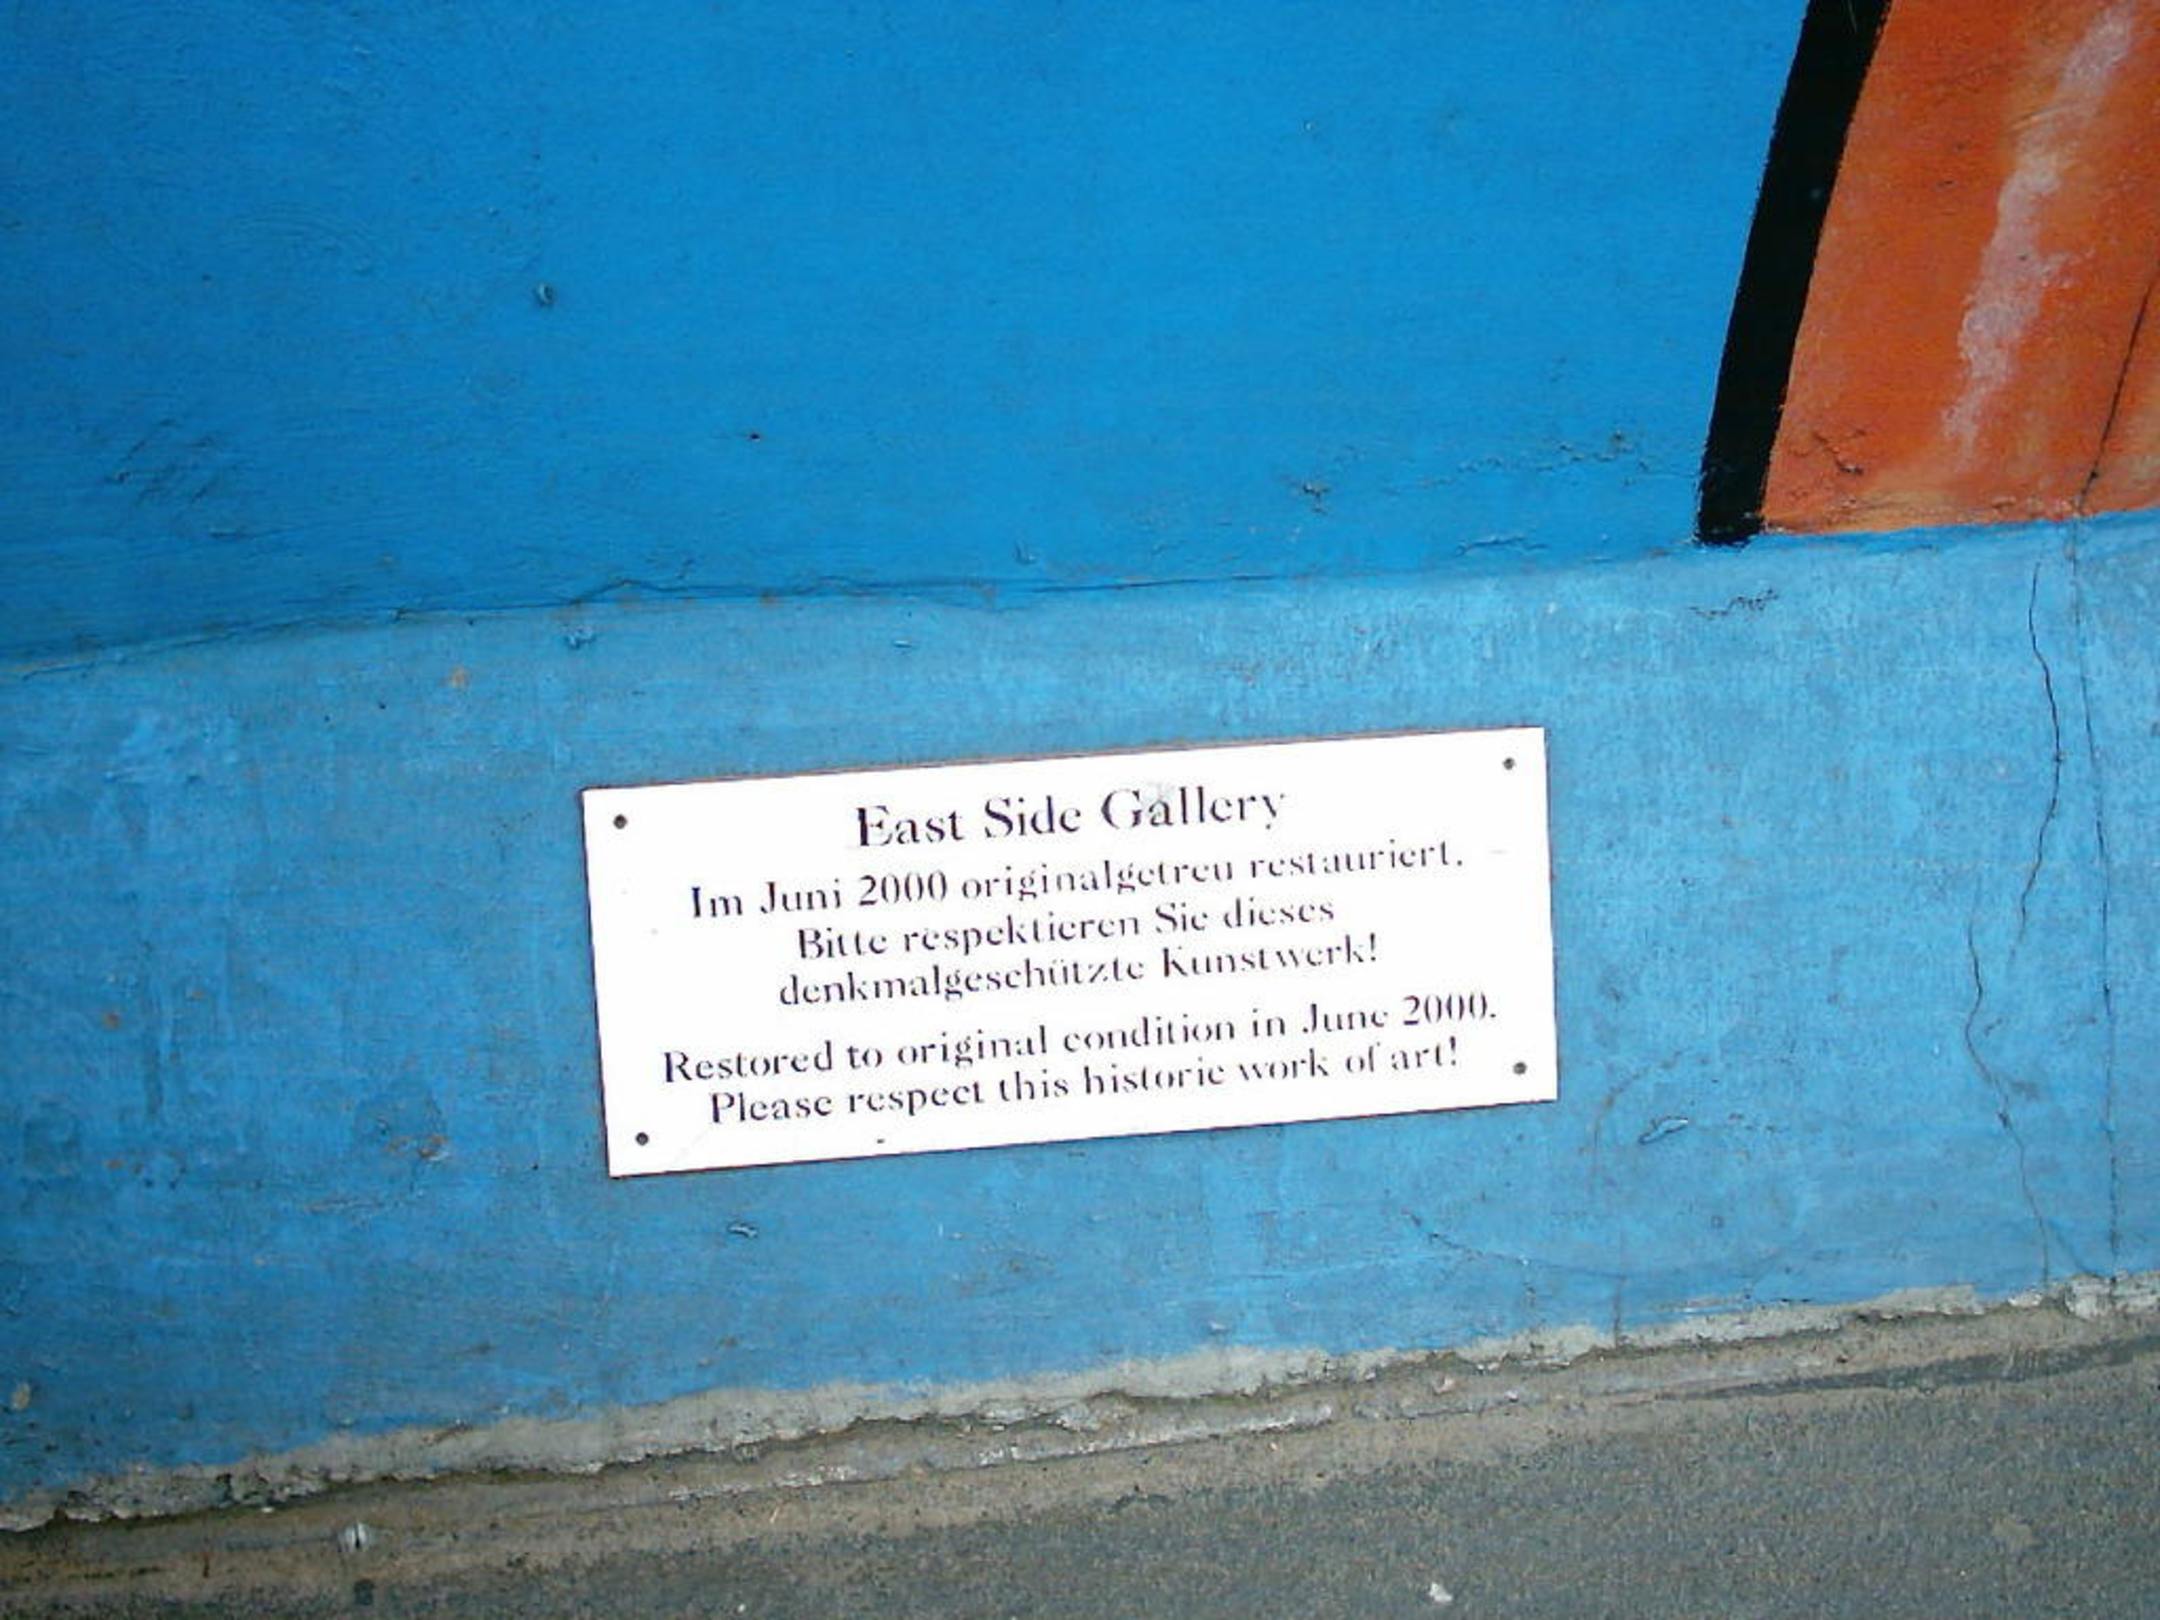 East Side Gallery
Im Juni 2000 originalgetreu restauriert.
Bitte respektieren Sie dieses
denkmalgeschützte Kunstwerk!
Restored to original condition in June 2000.
Please respect this historic work of art!